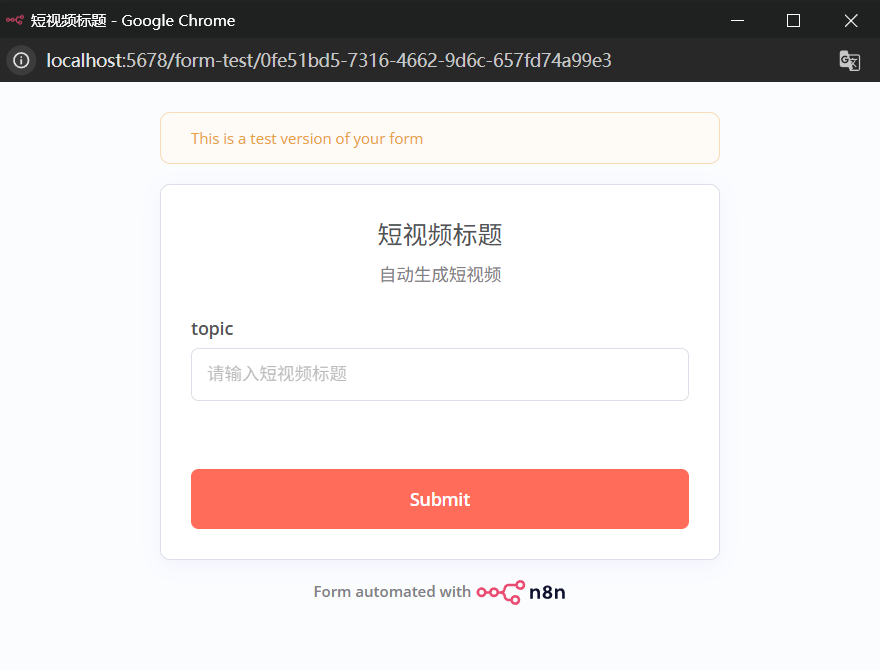 短视频标题 - Google Chrome
localhost:5678/form-test/0fe51bd5-7316-4662-9d6c-657fd74a99e3
This is a test version of your form
短视频标题
自动生成短视频
topic
请输入短视频标题
Submit
Form automated with n8n